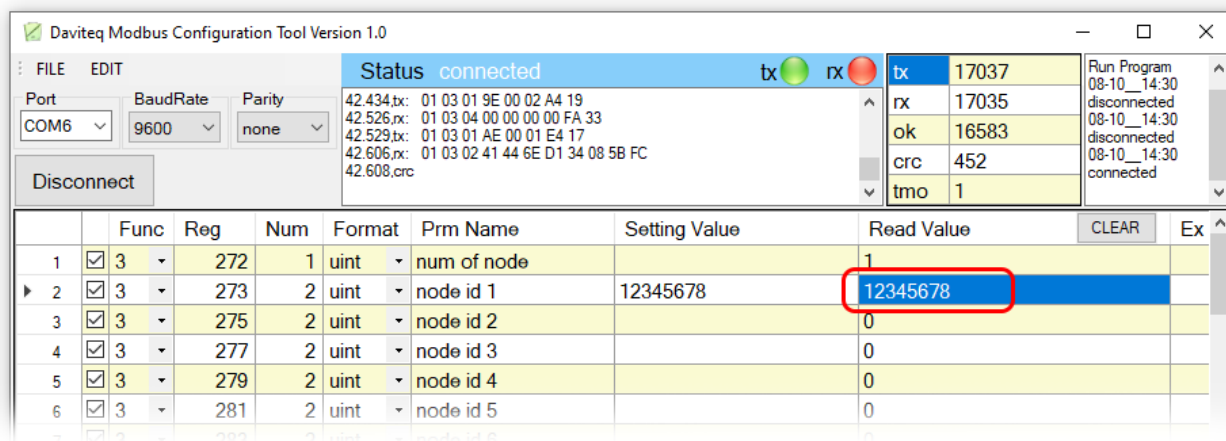 Daviteq Modbus Configuration Tool Version 1.0
FILE EDIT
Port BaudRate Parity
COM6 9600 none
Disconnect
Status connected tx rx
42.434,tx: 01 03 01 9E 00 02 A4 19
42.526,rx: 01 03 04 00 00 00 00 FA 33
42.529,tx: 01 03 01 AE 00 01 E4 17
42.606,rx: 01 03 02 41 44 6E D1 34 08 5B FC
42.608,crc
tx 17037
rx 17035
ok 16583
crc 452
tmo 1
Run Program
08-10__14:30
disconnected
08-10__14:30
disconnected
08-10__14:30
connected
Func Reg Num Format Prm Name Setting Value Read Value CLEAR Ex
1 3 272 1 uint num of node 1
2 3 273 2 uint node id 1 12345678 12345678
3 3 275 2 uint node id 2 0
4 3 277 2 uint node id 3 0
5 3 279 2 uint node id 4 0
6 3 281 2 uint node id 5 0
7 3 283 2 uint node id 6